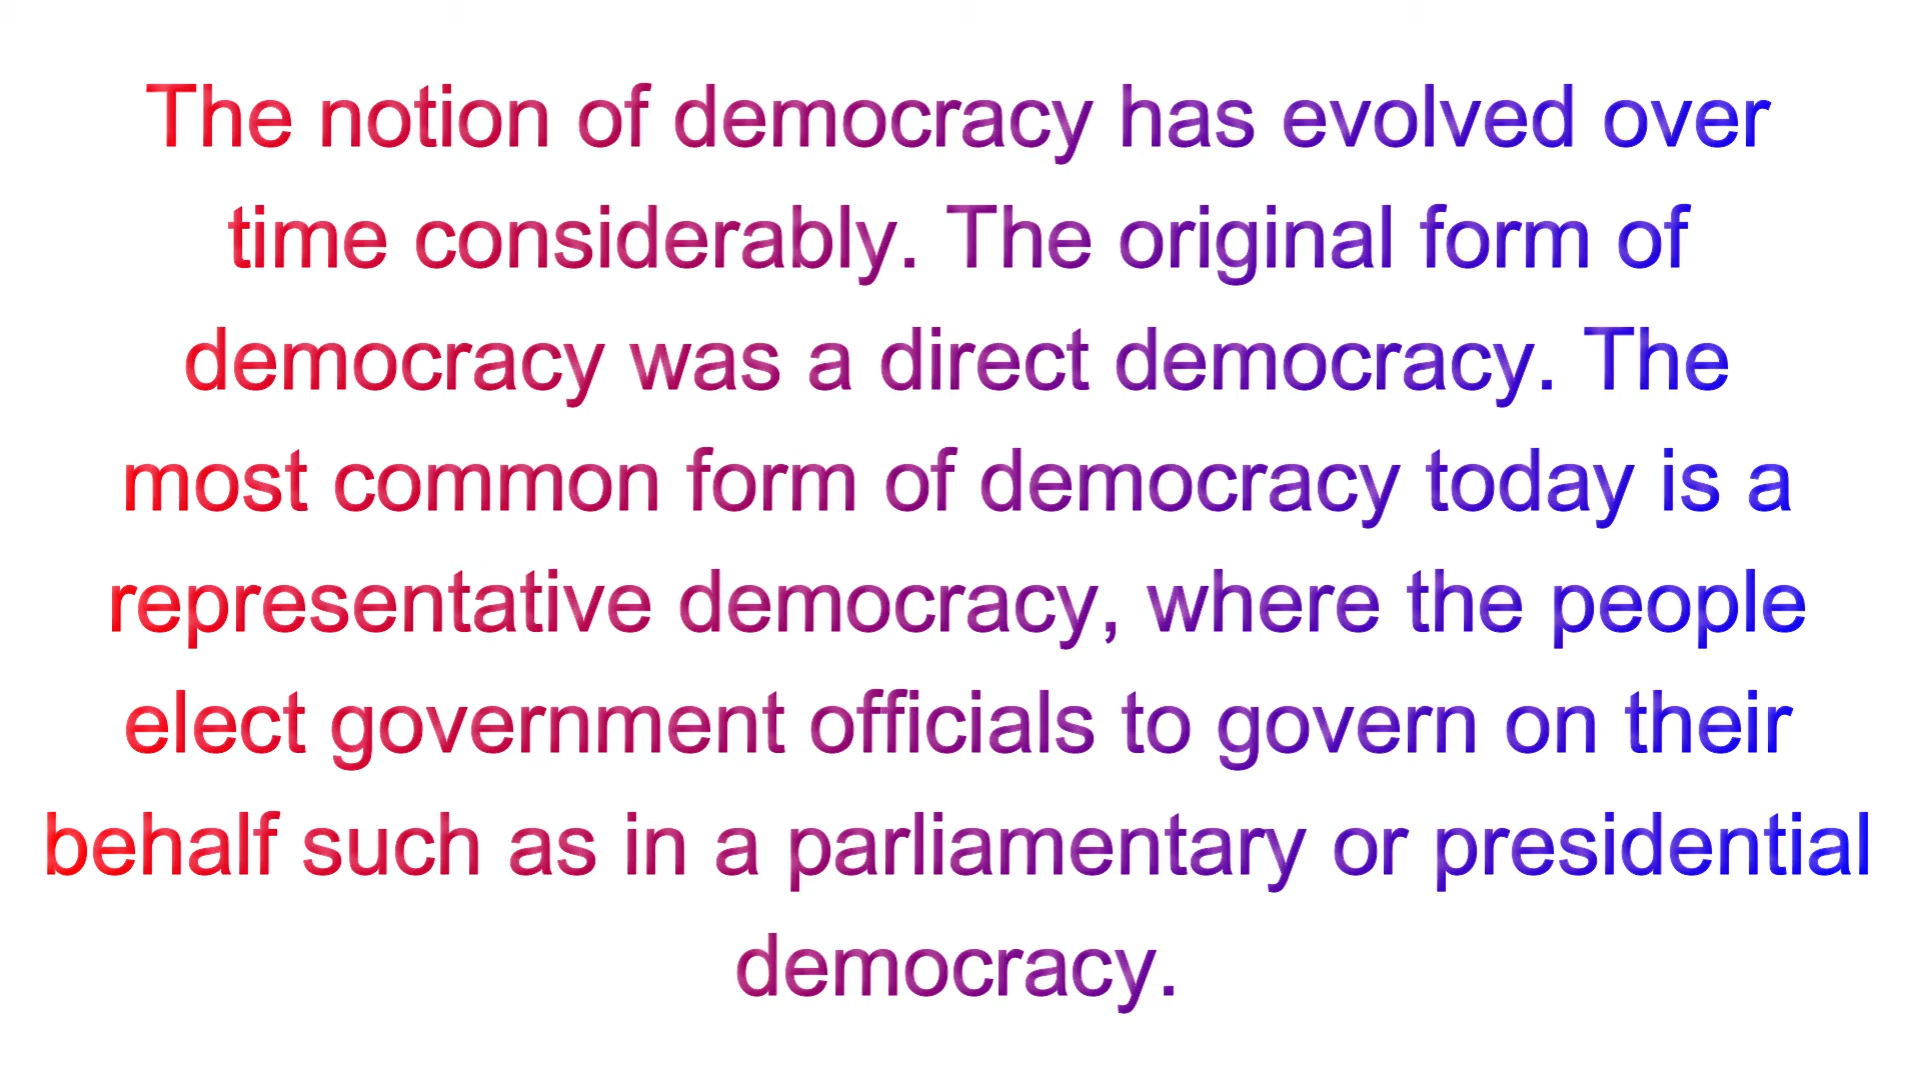 The notion of democracy has evolved over
time considerably. The original form of
democracy was a direct democracy. The
most common form of democracy today is a
representative democracy, where the people
elect government officials to govern on their
behalf such as in a parliamentary or presidential
democracy.